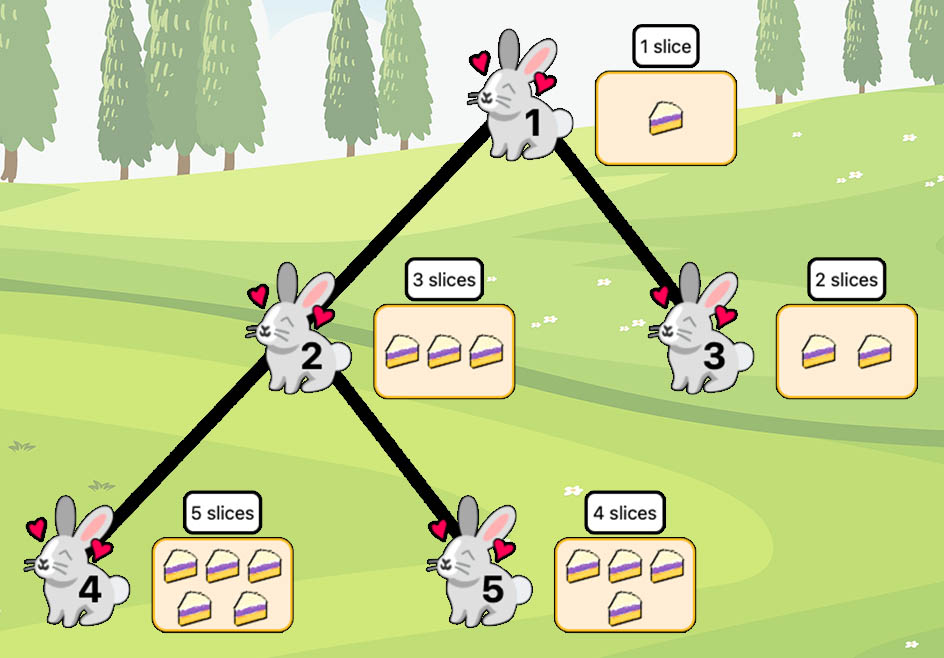 1 slice
1
3 slices
2
2 slices
3
5 slices
4
4 slices
5